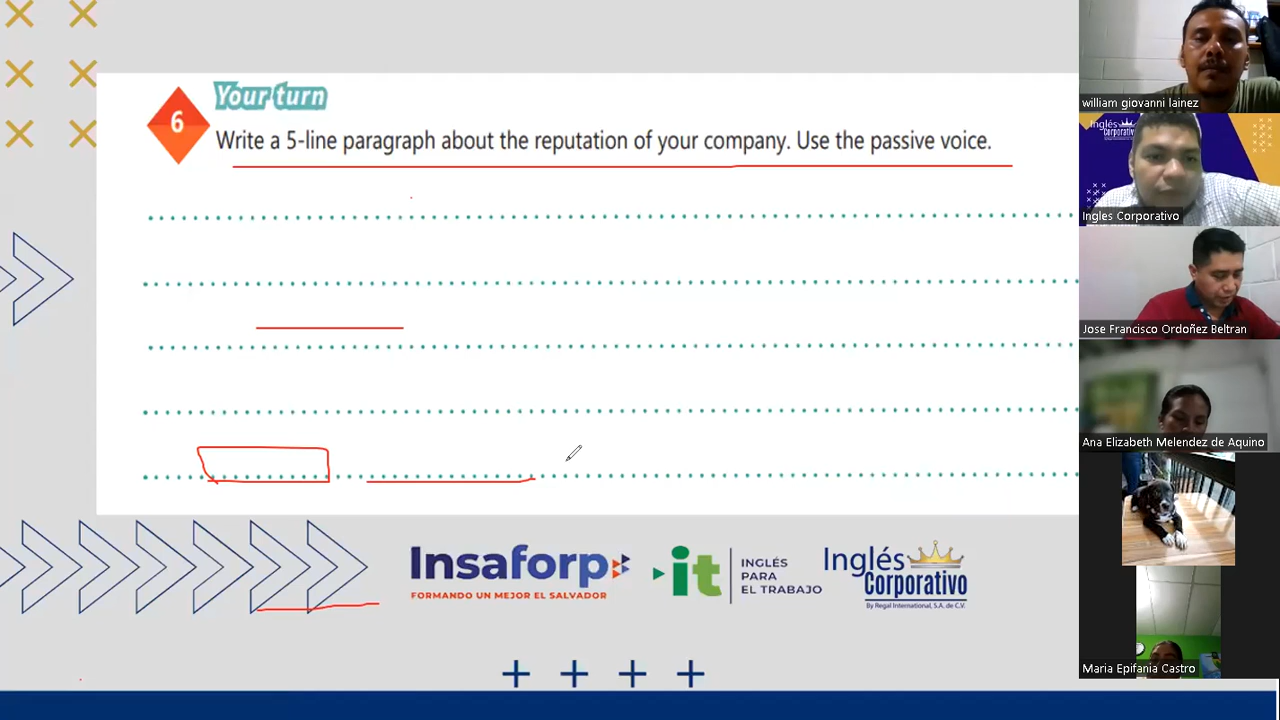 Your turn
6
Write a 5-line paragraph about the reputation of your company. Use the passive voice.
Insaforp
FORMANDO UN MEJOR EL SALVADOR
it
INGLÉS
PARA
EL TRABAJO
Inglés
Corporativo
By Regal International, S.A. de C.V.
william giovanni lainez
Inglés
Corporativo
Ingles Corporativo
Jose Francisco Ordoñez Beltran
Ana Elizabeth Melendez de Aquino
Maria Epifania Castro